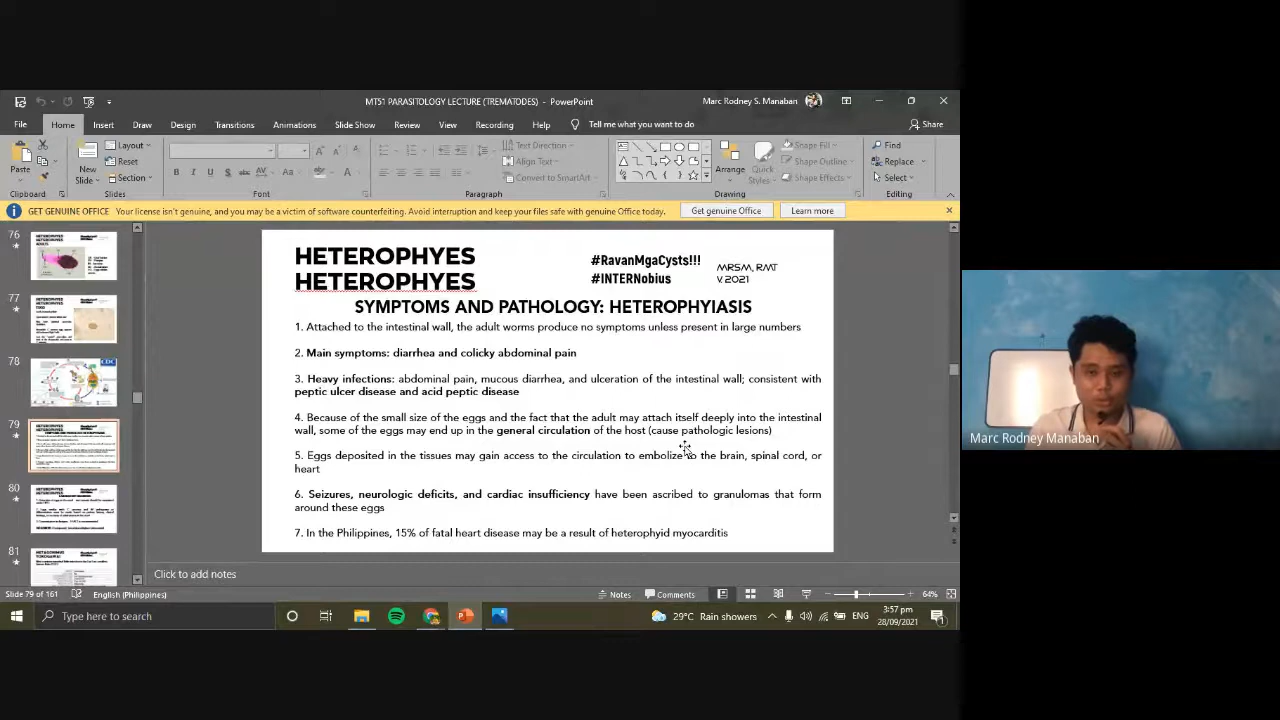 MT51 PARASITOLOGY LECTURE (TREMATODES) - PowerPoint
Marc Rodney S. Manaban
File Home Insert Draw Design Transitions Animations Slide Show Review View Recording Help Tell me what you want to do Share
Paste
Clipboard
New Slide
Layout
Reset
Section
Slides
Font
Text Direction
Align Text
Convert to SmartArt
Paragraph
Arrange
Quick Styles
Shape Fill
Shape Outline
Shape Effects
Drawing
Find
Replace
Select
Editing
GET GENUINE OFFICE Your license isn't genuine, and you may be a victim of software counterfeiting. Avoid interruption and keep your files safe with genuine Office today. Get genuine Office Learn more
76
77
78
79
80
81
HETEROPHYES
HETEROPHYES
#RavanMgaCysts!!!
#INTERNobius
MRSM, RMT
V. 2021
SYMPTOMS AND PATHOLOGY: HETEROPHYIASIS
1. Attached to the intestinal wall, the adult worms produce no symptoms unless present in large numbers
2. Main symptoms: diarrhea and colicky abdominal pain
3. Heavy infections: abdominal pain, mucous diarrhea, and ulceration of the intestinal wall; consistent with
peptic ulcer disease and acid peptic disease
4. Because of the small size of the eggs and the fact that the adult may attach itself deeply into the intestinal
wall, some of the eggs may end up in the general circulation of the host (cause pathologic lesions)
5. Eggs deposited in the tissues may gain access to the circulation to embolize to the brain, spinal cord, or
heart
6. Seizures, neurologic deficits, and cardiac insufficiency have been ascribed to granulomas that form
around these eggs
7. In the Philippines, 15% of fatal heart disease may be a result of heterophyid myocarditis
Click to add notes
Slide 79 of 161 English (Philippines) Notes Comments 64%
Type here to search
29°C Rain showers ENG
3:57 pm
28/09/2021
Marc Rodney Manaban